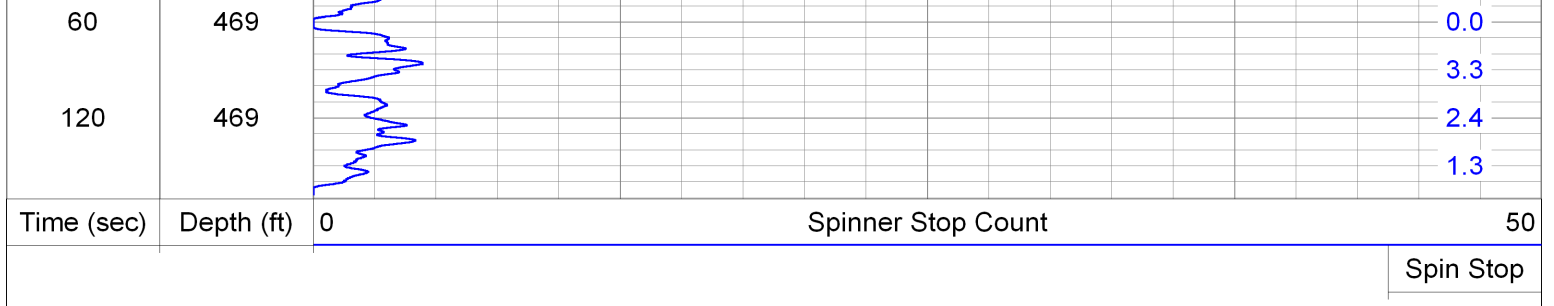 60 469 0.0
3.3
120 469 2.4
1.3
Time (sec) Depth (ft) 0 Spinner Stop Count 50
Spin Stop